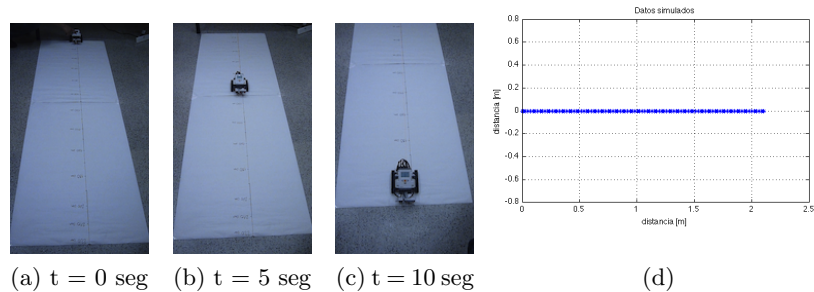 Datos simulados
0.8
0.6
0.4
0.2
0
-0.2
-0.4
-0.6
-0.8
distancia [m]
0
0.5
1
1.5
2
2.5
distancia [m]
(a) t = 0 seg
(b) t = 5 seg
(c) t = 10 seg
(d)